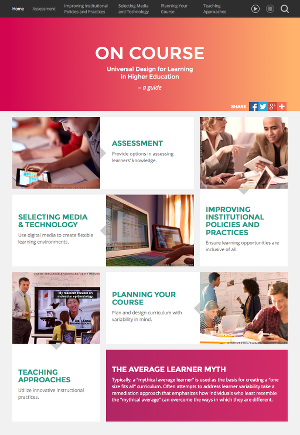 Home
Assessment
Improving Institutional
Policies and Practices
Selecting Media
and Technology
Planning Your
Course
Teaching
Approaches
ON COURSE
Universal Design for Learning
in Higher Education
– a guide
SHARE
ASSESSMENT
Provide options in assessing
learners' knowledge.
SELECTING MEDIA
& TECHNOLOGY
Use digital media to create flexible
learning environments.
IMPROVING
INSTITUTIONAL
POLICIES AND
PRACTICES
Ensure learning opportunities are
inclusive of all.
PLANNING YOUR
COURSE
Plan and design curriculum with
variability in mind.
TEACHING
APPROACHES
Utilize innovative instructional
practices.
THE AVERAGE LEARNER MYTH
Typically, a "mythical average learner" is used as the basis for creating a "one
size fits all" curriculum. Often attempts to address learner variability take a
remediation approach that emphasizes how individuals who least resemble
the "mythical average" can overcome the ways in which they are different.